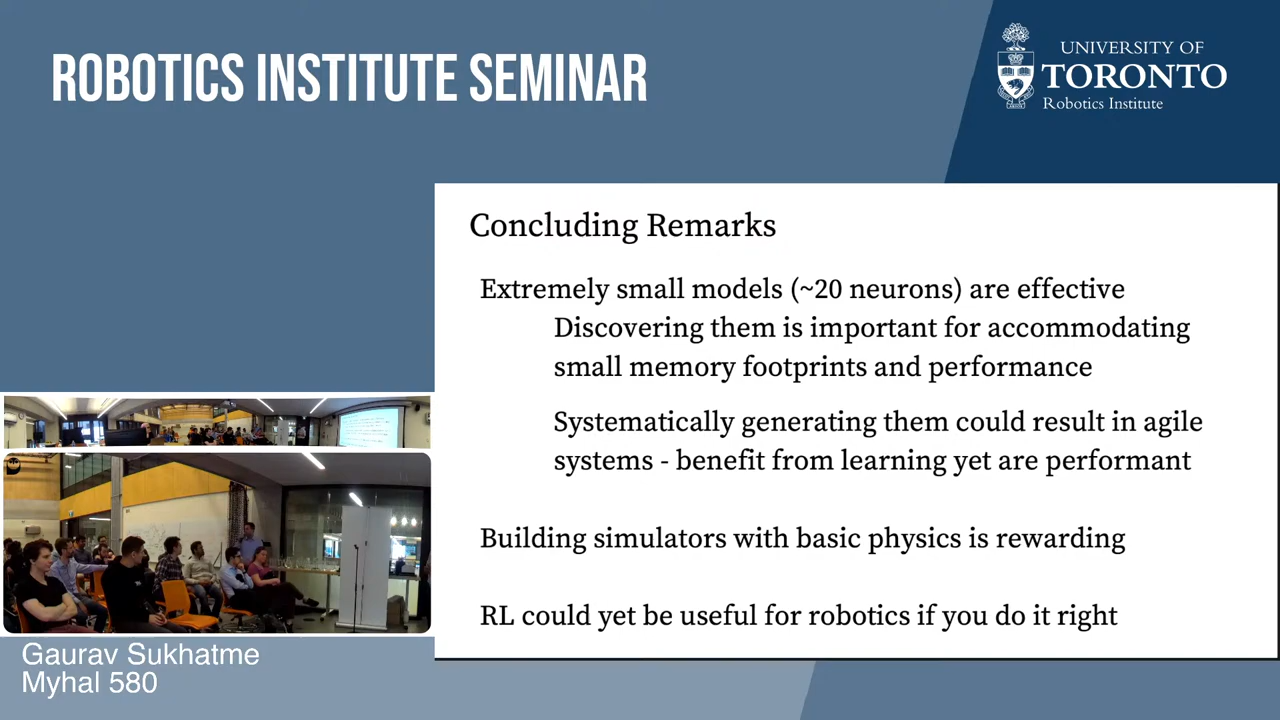 ROBOTICS INSTITUTE SEMINAR
UNIVERSITY OF
TORONTO
Robotics Institute
Concluding Remarks
Extremely small models (~20 neurons) are effective
Discovering them is important for accommodating
small memory footprints and performance
Systematically generating them could result in agile
systems - benefit from learning yet are performant
Building simulators with basic physics is rewarding
RL could yet be useful for robotics if you do it right
Gaurav Sukhatme
Myhal 580